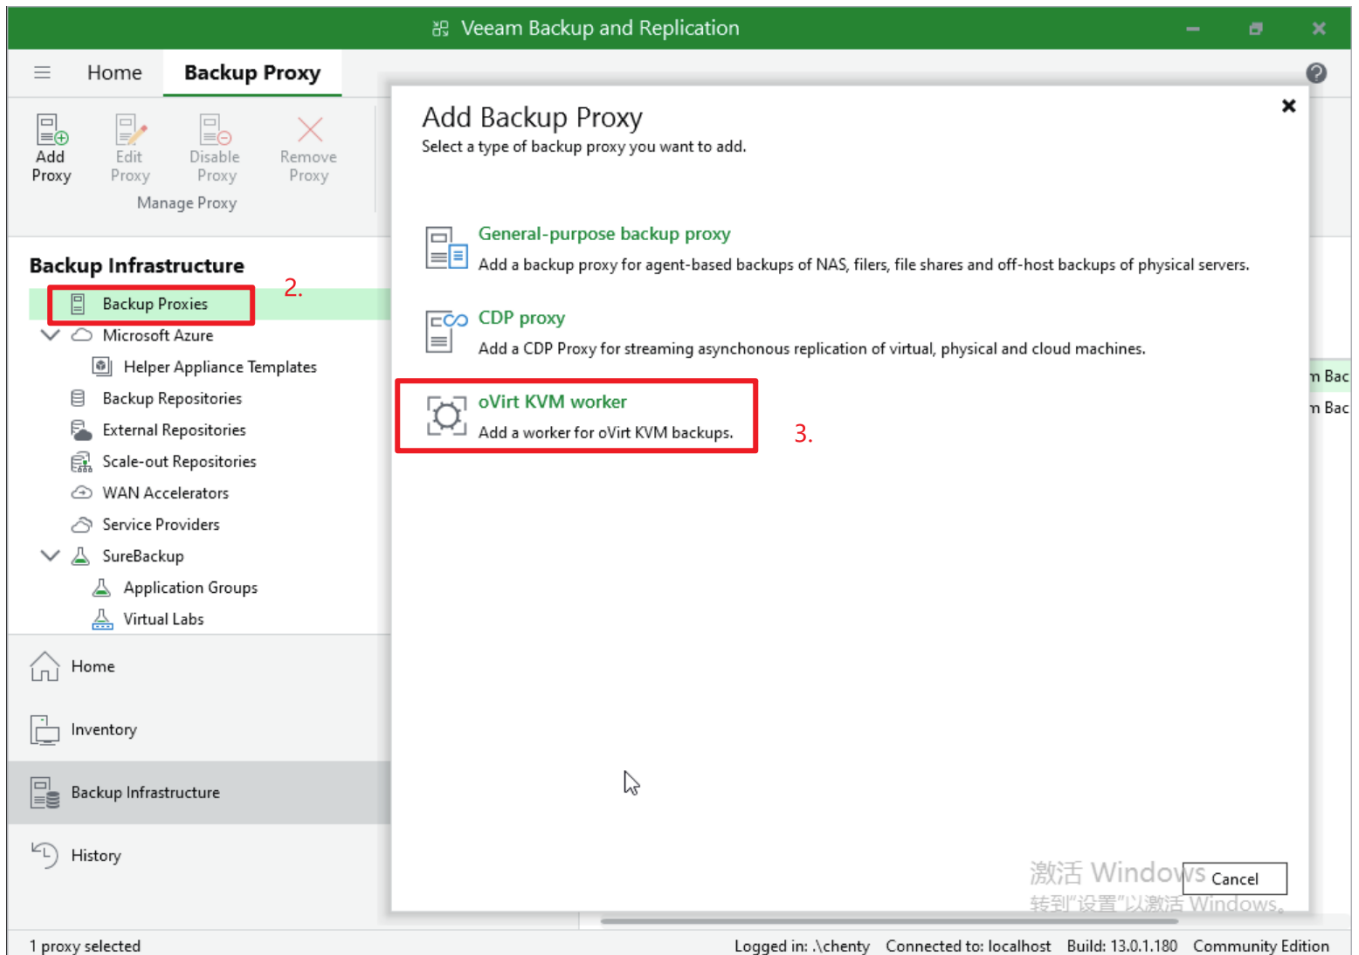 Veeam Backup and Replication
Home
Backup Proxy
Add Proxy
Edit Proxy
Disable Proxy
Remove Proxy
Manage Proxy
Backup Infrastructure
Backup Proxies
2.
Microsoft Azure
Helper Appliance Templates
Backup Repositories
External Repositories
Scale-out Repositories
WAN Accelerators
Service Providers
SureBackup
Application Groups
Virtual Labs
Home
Inventory
Backup Infrastructure
History
Add Backup Proxy
Select a type of backup proxy you want to add.
General-purpose backup proxy
Add a backup proxy for agent-based backups of NAS, filers, file shares and off-host backups of physical servers.
CDP proxy
Add a CDP Proxy for streaming asynchonous replication of virtual, physical and cloud machines.
oVirt KVM worker
Add a worker for oVirt KVM backups.
3.
m Bac
m Bac
激活 Windows
转到"设置"以激活 Windows。
Cancel
1 proxy selected
Logged in: .\chenty
Connected to: localhost
Build: 13.0.1.180
Community Edition